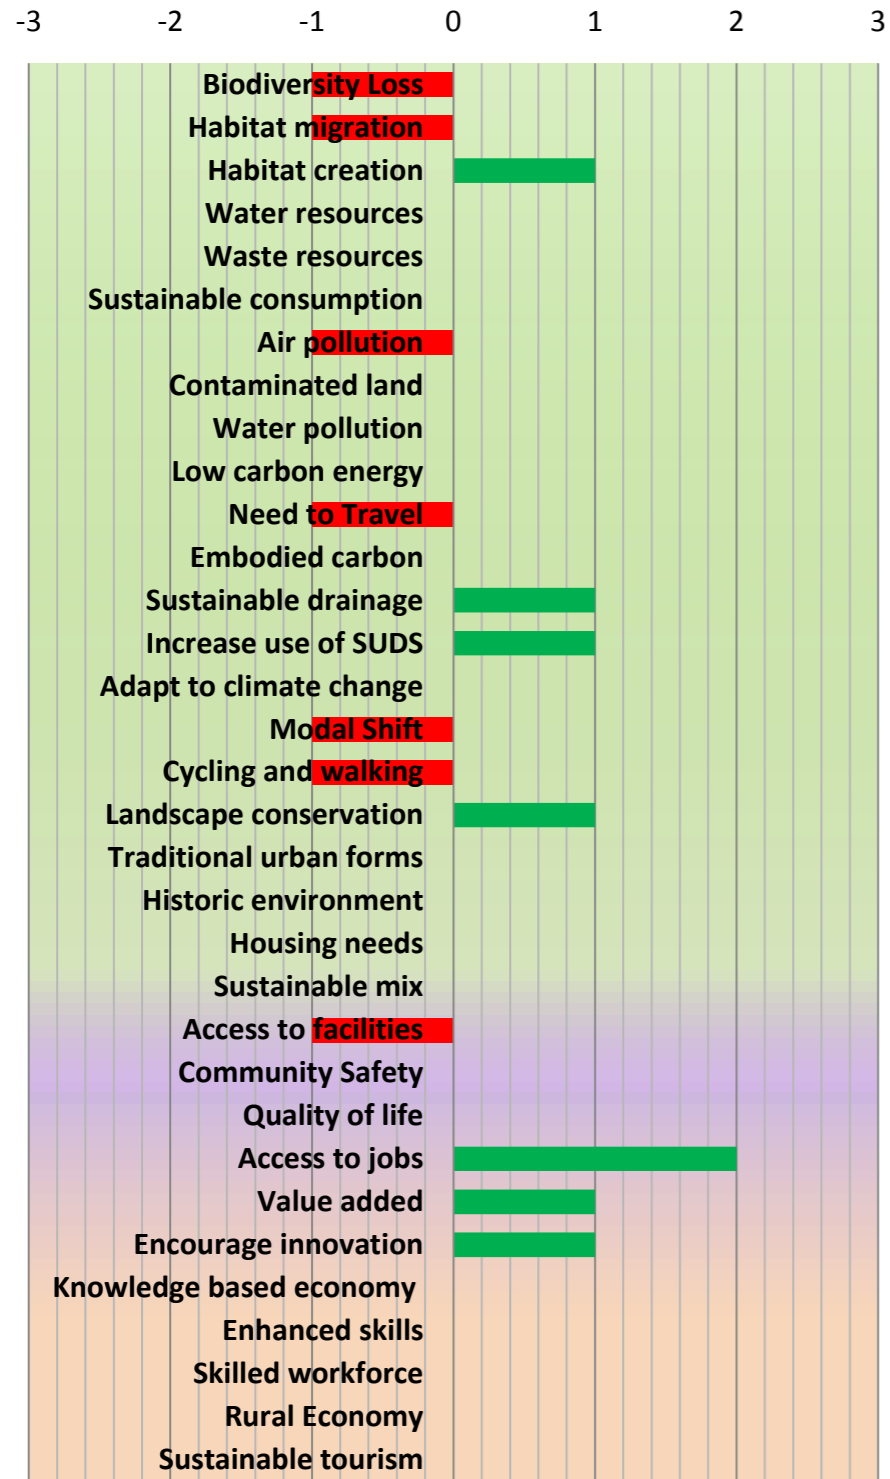 -3 -2 -1 0 1 2 3
Biodiversity Loss
Habitat migration
Habitat creation
Water resources
Waste resources
Sustainable consumption
Air pollution
Contaminated land
Water pollution
Low carbon energy
Need to Travel
Embodied carbon
Sustainable drainage
Increase use of SUDS
Adapt to climate change
Modal Shift
Cycling and walking
Landscape conservation
Traditional urban forms
Historic environment
Housing needs
Sustainable mix
Access to facilities
Community Safety
Quality of life
Access to jobs
Value added
Encourage innovation
Knowledge based economy
Enhanced skills
Skilled workforce
Rural Economy
Sustainable tourism